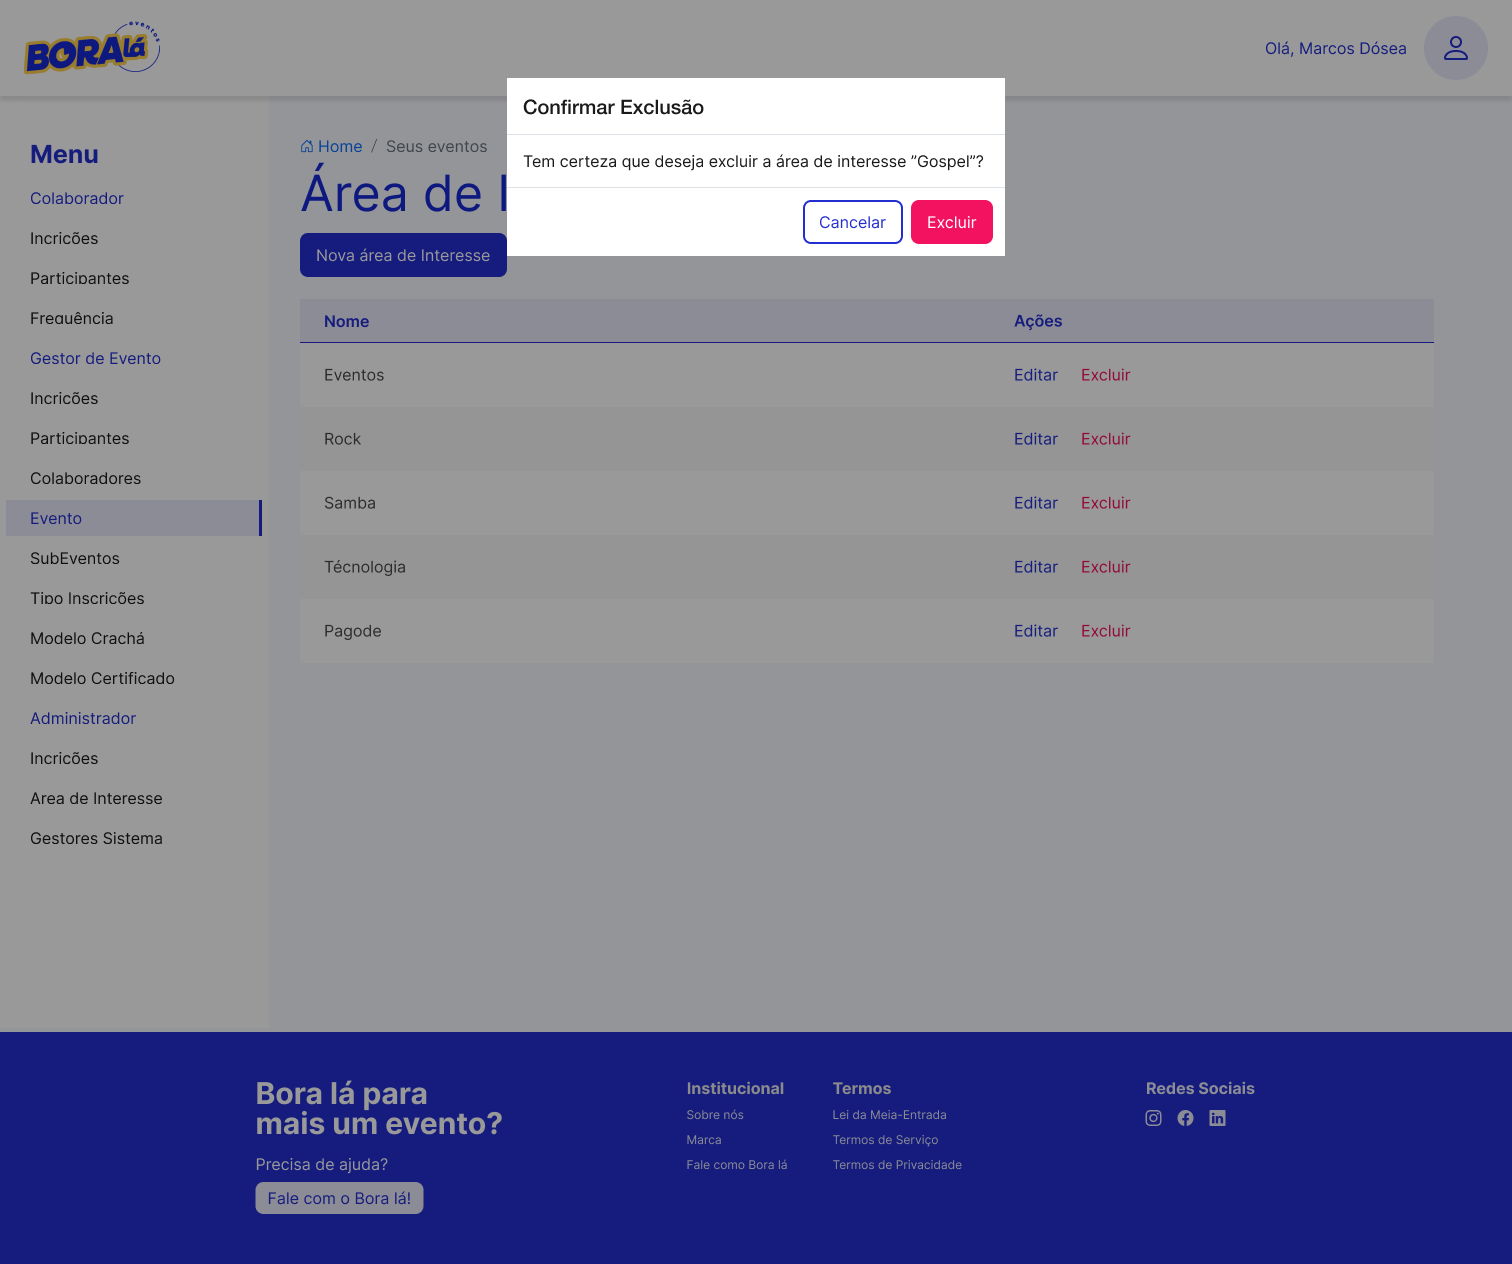 BORAlá eventos
Olá, Marcos Dósea
Confirmar Exclusão
Tem certeza que deseja excluir a área de interesse ”Gospel”?
Cancelar
Excluir
Menu
Colaborador
Incrições
Participantes
Frequência
Gestor de Evento
Incrições
Participantes
Colaboradores
Evento
SubEventos
Tipo Inscrições
Modelo Crachá
Modelo Certificado
Administrador
Incrições
Area de Interesse
Gestores Sistema
Home / Seus eventos
Área de
Nova área de Interesse
Nome Ações
Eventos Editar Excluir
Rock Editar Excluir
Samba Editar Excluir
Técnologia Editar Excluir
Pagode Editar Excluir
Bora lá para
mais um evento?
Precisa de ajuda?
Fale com o Bora lá!
Institucional
Sobre nós
Marca
Fale como Bora lá
Termos
Lei da Meia-Entrada
Termos de Serviço
Termos de Privacidade
Redes Sociais